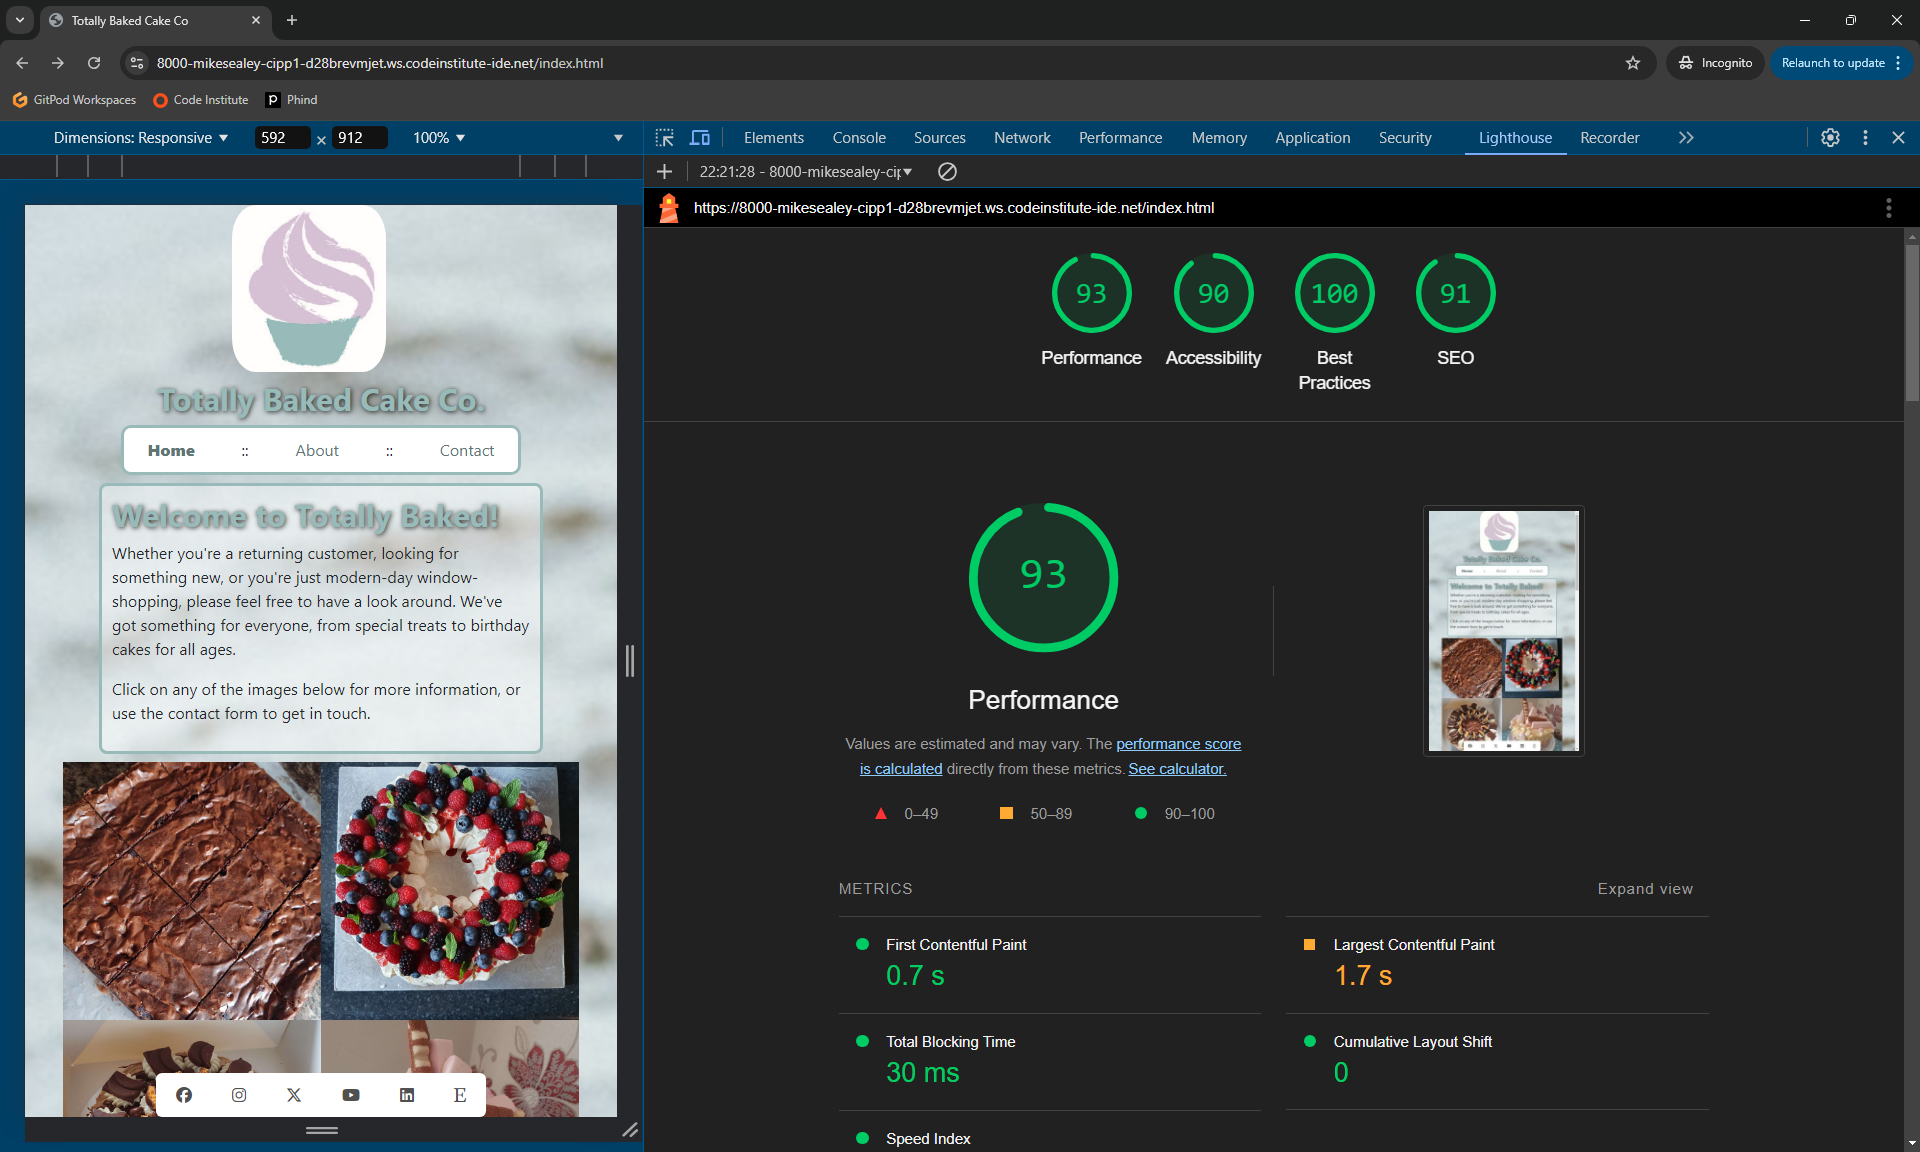 Totally Baked Cake Co
8000-mikesealey-cipp1-d28brevmjet.ws.codeinstitute-ide.net/index.html
Incognito
Relaunch to update
GitPod Workspaces
Code Institute
Phind
Dimensions: Responsive
592 × 912
100%
Elements
Console
Sources
Network
Performance
Memory
Application
Security
Lighthouse
Recorder
22:21:28 - 8000-mikesealey-cip
https://8000-mikesealey-cipp1-d28brevmjet.ws.codeinstitute-ide.net/index.html
Totally Baked Cake Co.
Home :: About :: Contact
Welcome to Totally Baked!
Whether you're a returning customer, looking for
something new, or you're just modern-day window-
shopping, please feel free to have a look around. We've
got something for everyone, from special treats to birthday
cakes for all ages.
Click on any of the images below for more information, or
use the contact form to get in touch.
E
93
90
100
91
Performance
Accessibility
Best
Practices
SEO
93
Performance
Values are estimated and may vary. The performance score
is calculated directly from these metrics. See calculator.
0–49
50–89
90–100
METRICS
Expand view
First Contentful Paint
0.7 s
Largest Contentful Paint
1.7 s
Total Blocking Time
30 ms
Cumulative Layout Shift
0
Speed Index